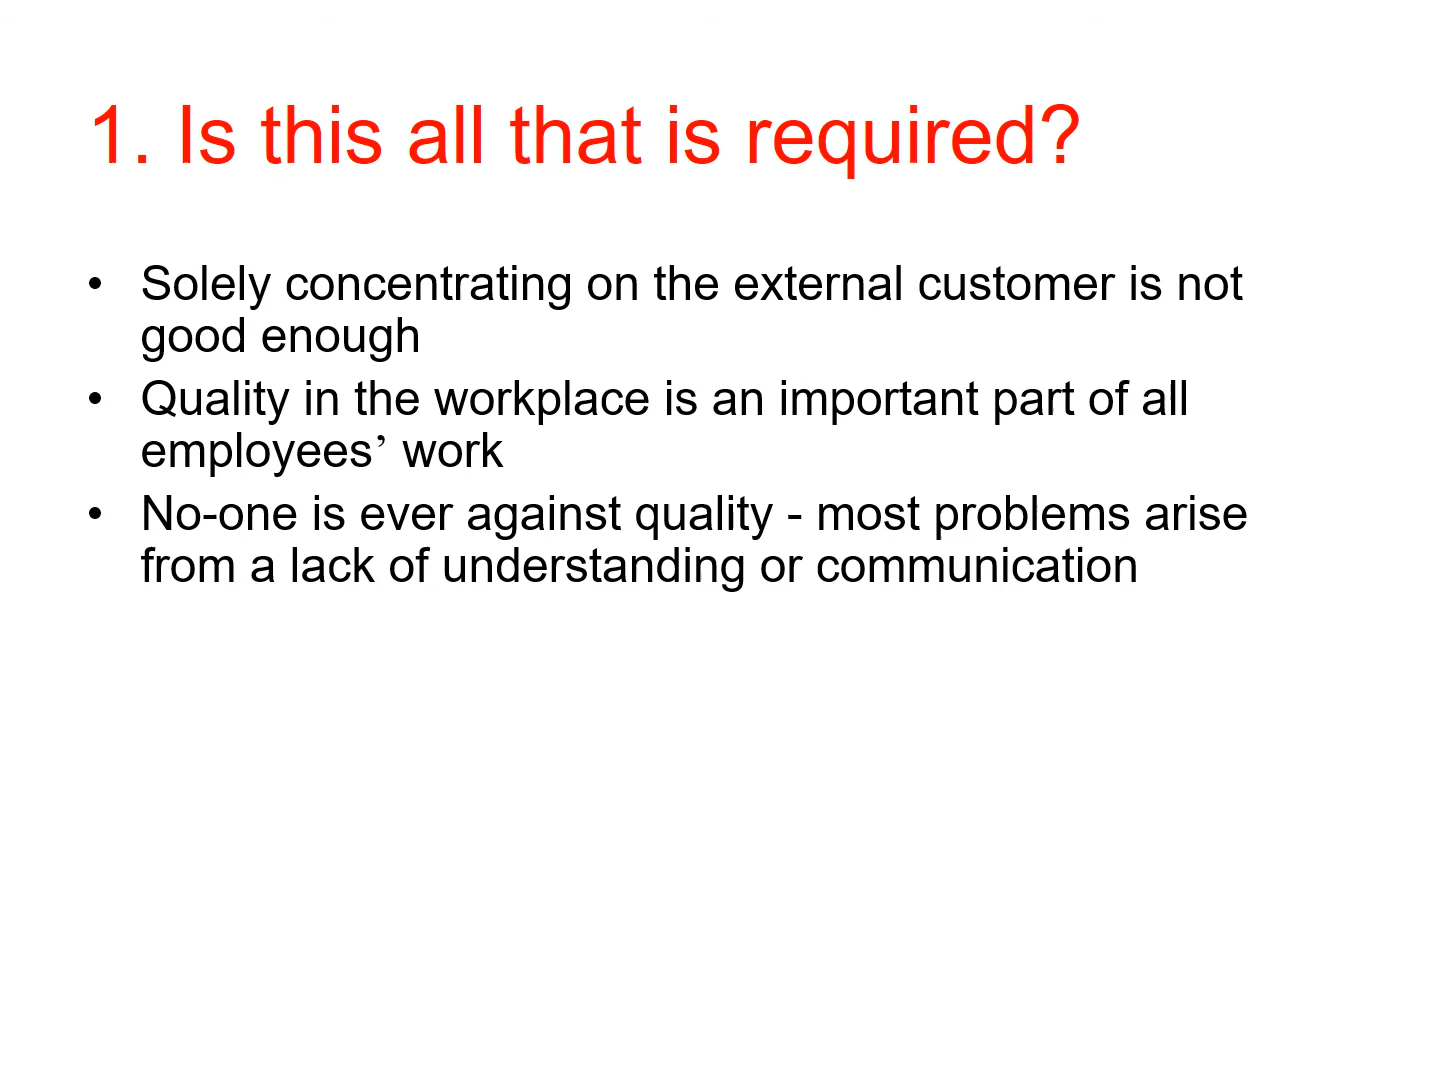 1. Is this all that is required?
• Solely concentrating on the external customer is not
good enough
• Quality in the workplace is an important part of all
employees’ work
• No-one is ever against quality - most problems arise
from a lack of understanding or communication